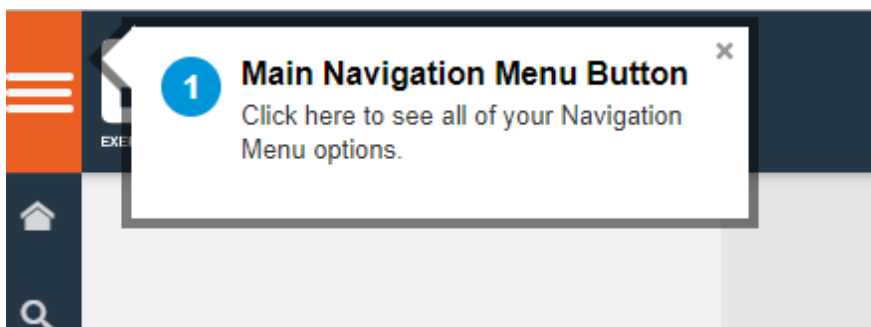 1
Main Navigation Menu Button
Click here to see all of your Navigation
Menu options.